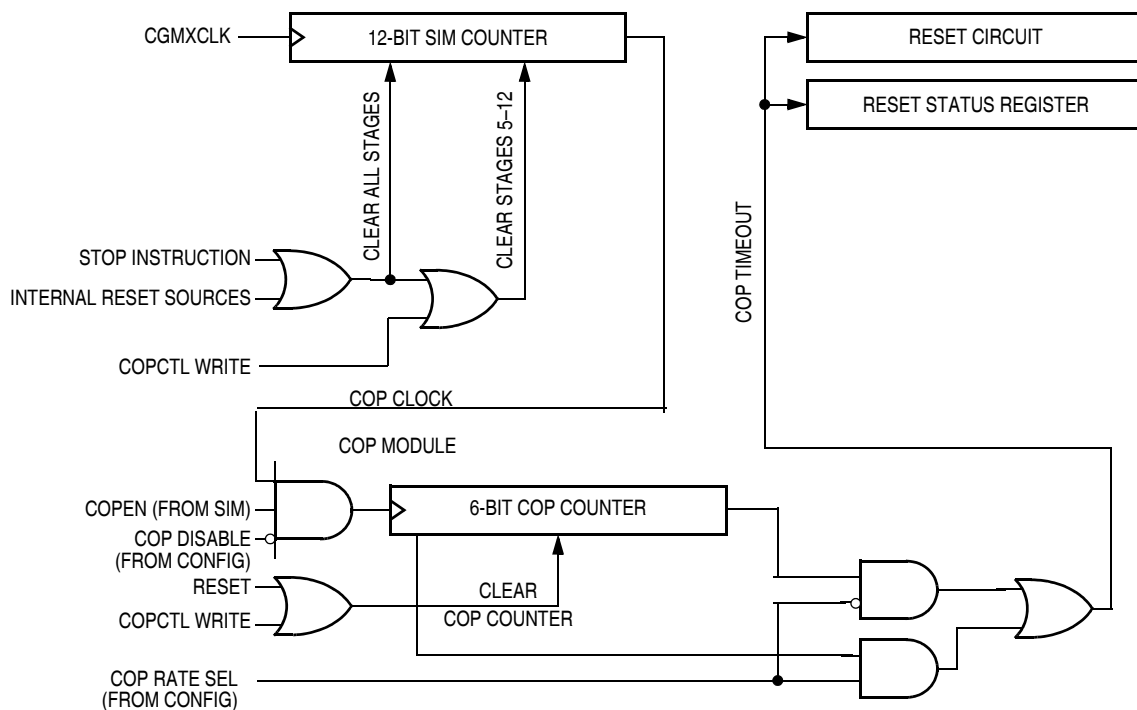 CGMXCLK
12-BIT SIM COUNTER
RESET CIRCUIT
RESET STATUS REGISTER
CLEAR ALL STAGES
CLEAR STAGES 5–12
COP TIMEOUT
STOP INSTRUCTION
INTERNAL RESET SOURCES
COPCTL WRITE
COP CLOCK
COP MODULE
COPEN (FROM SIM)
6-BIT COP COUNTER
COP DISABLE
(FROM CONFIG)
RESET
CLEAR
COP COUNTER
COPCTL WRITE
COP RATE SEL
(FROM CONFIG)